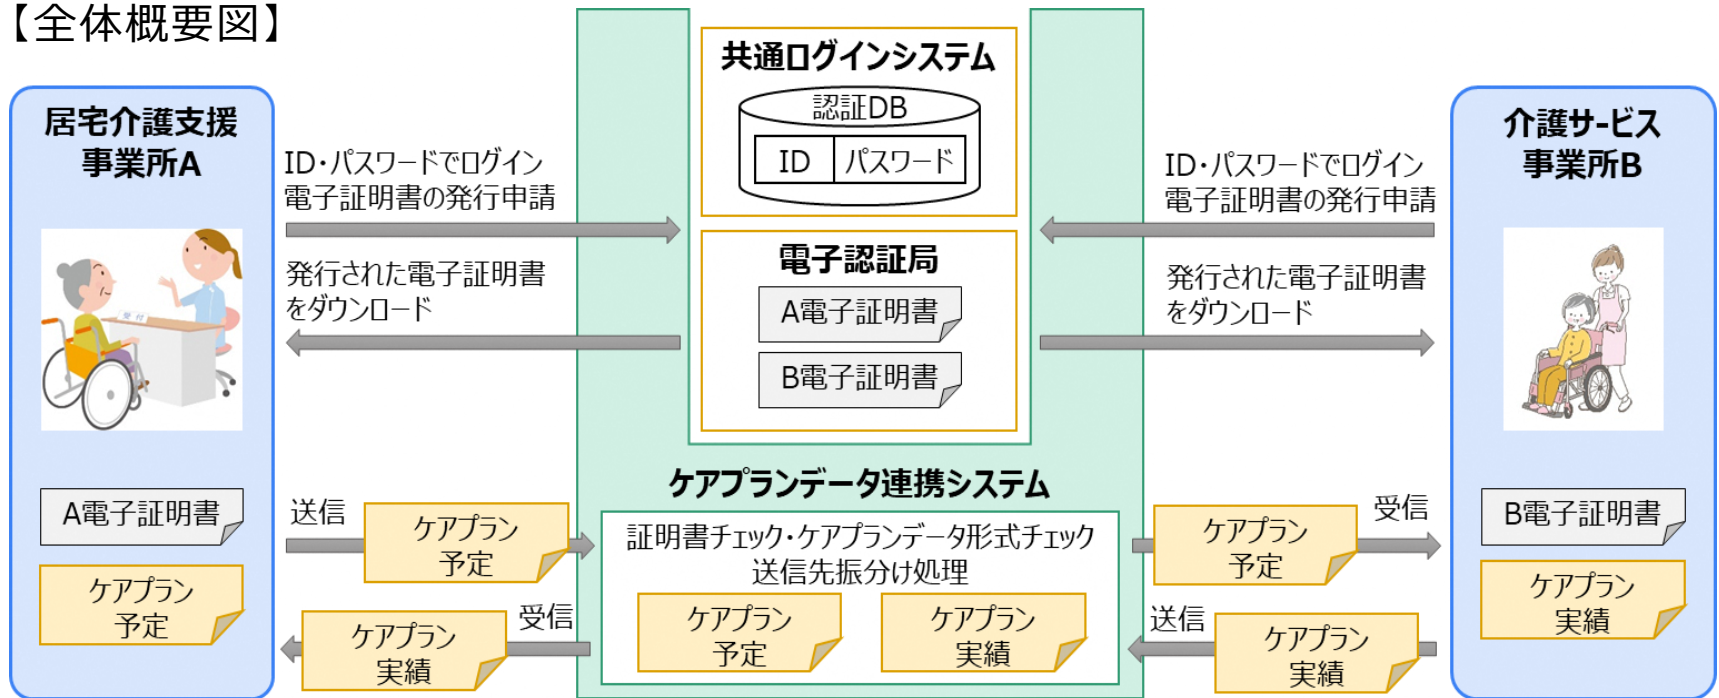 【全体概要図】
居宅介護支援
事業所A
ID・パスワードでログイン
電子証明書の発行申請
発行された電子証明書
をダウンロード
受付
A電子証明書
ケアプラン
予定
送信
ケアプラン
予定
受信
ケアプラン
実績
共通ログインシステム
認証DB
ID
パスワード
電子認証局
A電子証明書
B電子証明書
ケアプランデータ連携システム
証明書チェック・ケアプランデータ形式チェック
送信先振分け処理
ケアプラン
予定
ケアプラン
実績
ID・パスワードでログイン
電子証明書の発行申請
発行された電子証明書
をダウンロード
ケアプラン
予定
受信
送信
ケアプラン
実績
介護サービス
事業所B
B電子証明書
ケアプラン
実績